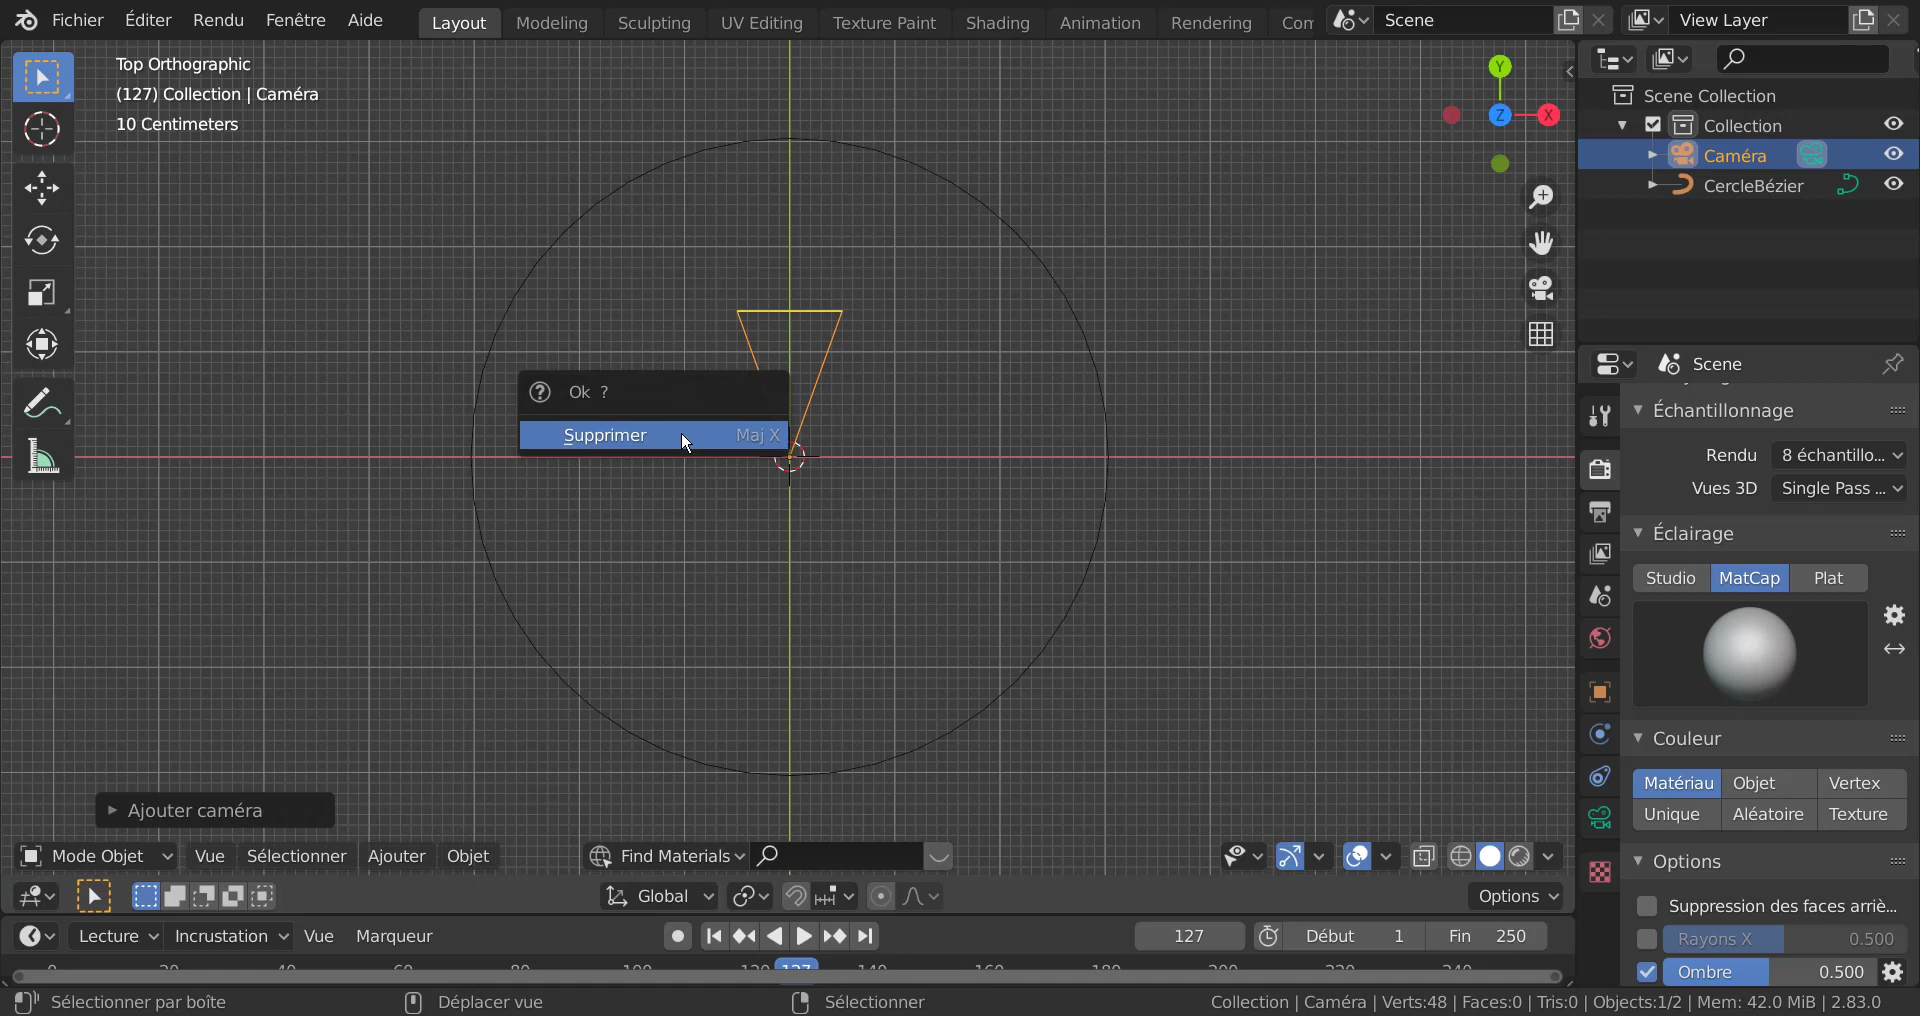 Fichier Éditer Rendu Fenêtre Aide
Layout Modeling Sculpting UV Editing Texture Paint Shading Animation Rendering Com
Scene
View Layer
Top Orthographic
(127) Collection | Caméra
10 Centimeters
Y
Z
X
Scene Collection
Collection
Caméra
CercleBézier
Scene
Échantillonnage
Rendu 8 échantillo...
Vues 3D Single Pass ...
Éclairage
Studio MatCap Plat
Couleur
Matériau Objet Vertex
Unique Aléatoire Texture
Options
Suppression des faces arriè...
Rayons X 0.500
Ombre 0.500
Ok ?
Supprimer Maj X
Ajouter caméra
Mode Objet Vue Sélectionner Ajouter Objet
Find Materials
Global
Options
Lecture Incrustation Vue Marqueur
127
Début 1
Fin 250
0 20 40 60 80 100 120 127 140 160 180 200 220 240
Sélectionner par boîte
Déplacer vue
Sélectionner
Collection | Caméra | Verts:48 | Faces:0 | Tris:0 | Objects:1/2 | Mem: 42.0 MiB | 2.83.0